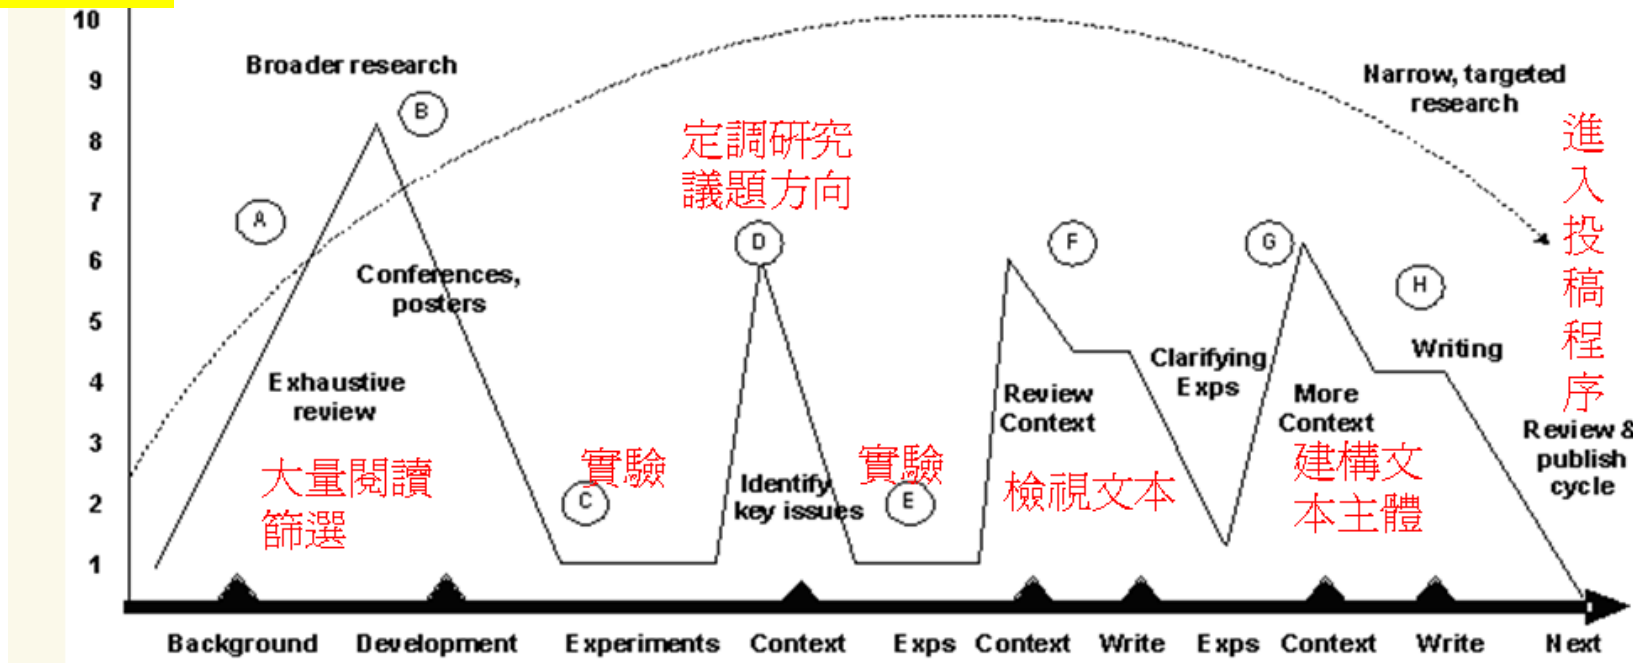 10
9
8
7
6
5
4
3
2
1
Broader research
B
A
Conferences,
posters
Exhaustive
review
大量閱讀
篩選
實驗
C
定調研究
議題方向
D
Identify
key issues
實驗
E
F
Review
Context
檢視文本
Clarifying
Exps
G
More
Context
建構文
本主體
H
Writing
Narrow, targeted
research
進
入
投
稿
程
序
Review &
publish
cycle
Background Development Experiments Context Exps Context Write Exps Context Write Next